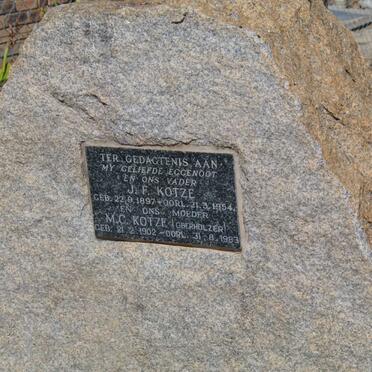 TER GEDAGTENIS AAN
MY GELIEFDE EGGENOOT
EN ONS VADER
J. F. KOTZE
GEB. 22.9.1897 – OORL. 21.3.1954.
EN ONS MOEDER
M.C. KOTZE (OBERHOLZER)
GEB. 21.2.1902 – OORL. 31.8.1983